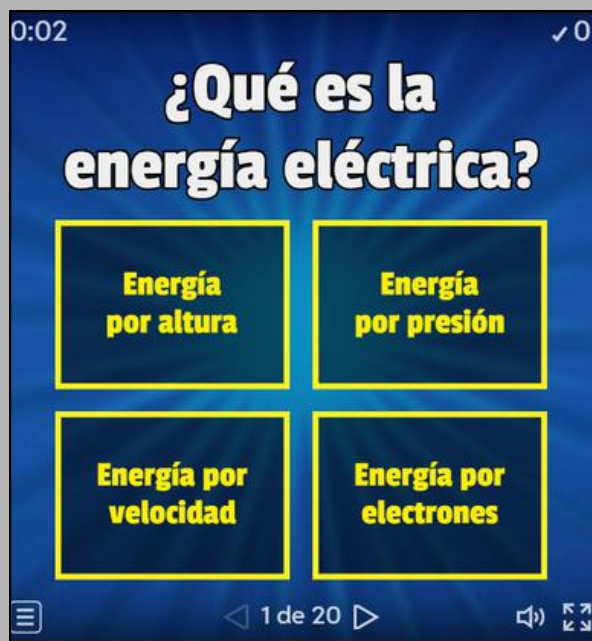 0:02
✓ 0
¿Qué es la
energía eléctrica?
Energía
por altura
Energía
por presión
Energía por
velocidad
Energía por
electrones
1 de 20